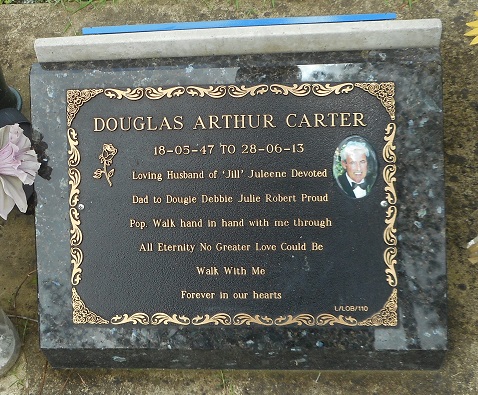 DOUGLAS ARTHUR CARTER
18-05-47 TO 28-06-13
Loving Husband of 'Jill' Juleene Devoted
Dad to Dougie Debbie Julie Robert Proud
Pop. Walk hand in hand with me through
All Eternity No Greater Love Could Be
Walk With Me
Forever in our hearts
L/LOB/110